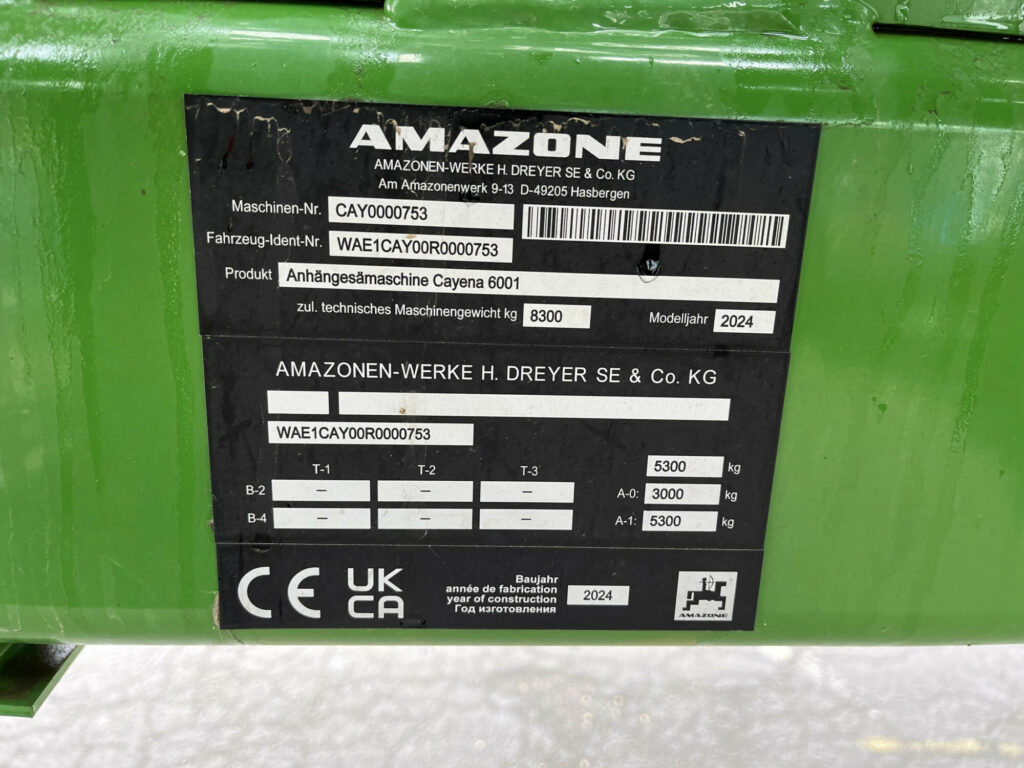 AMAZONE
AMAZONEN-WERKE H. DREYER SE & Co. KG
Am Amazonenwerk 9-13 D-49205 Hasbergen
Maschinen-Nr. CAY0000753
Fahrzeug-Ident-Nr. WAE1CAY00R0000753
Produkt Anhängesämaschine Cayena 6001
zul. technisches Maschinengewicht kg 8300 Modelljahr 2024
AMAZONEN-WERKE H. DREYER SE & Co. KG
WAE1CAY00R0000753
T-1 T-2 T-3 5300 kg
B-2 – – – A-0: 3000 kg
B-4 – – – A-1: 5300 kg
CE UK CA
Baujahr
année de fabrication
year of construction
Год изготовления
2024
AMAZONE